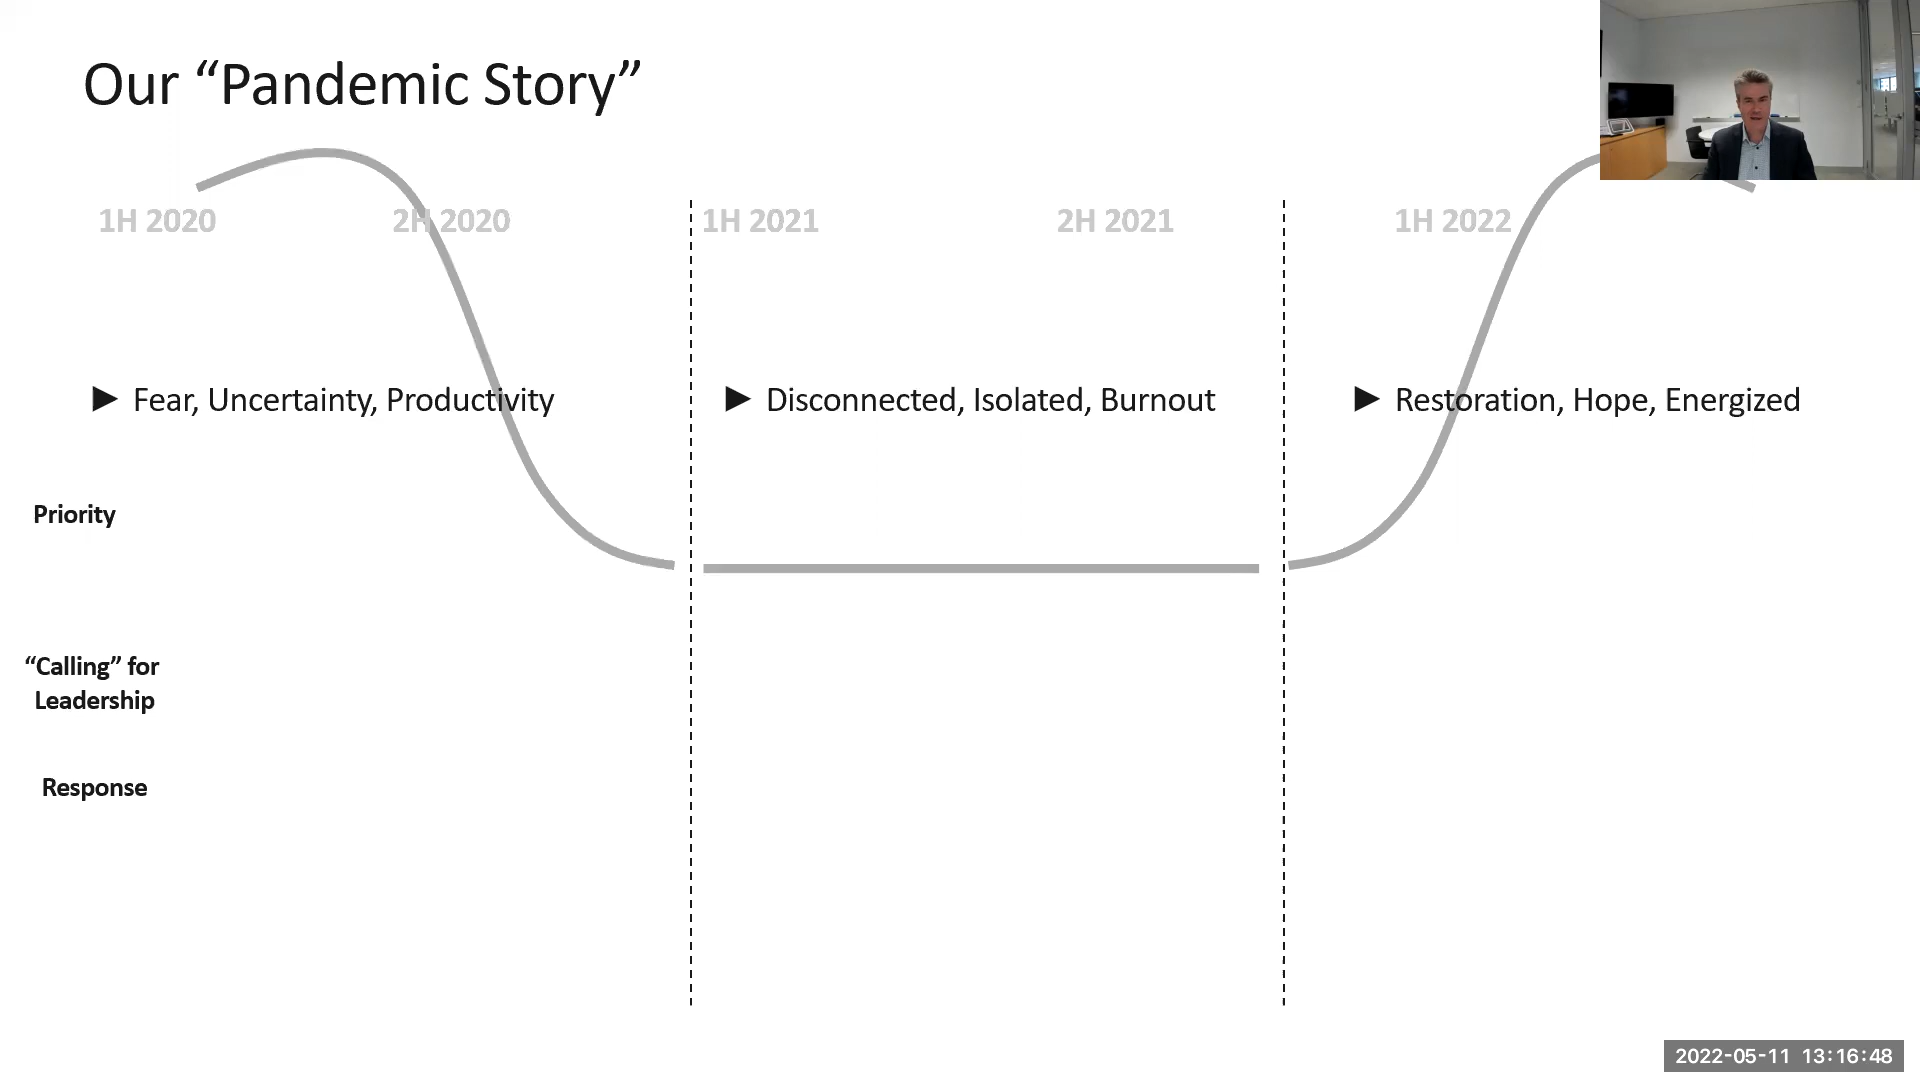 Our “Pandemic Story”
1H 2020
2H 2020
1H 2021
2H 2021
1H 2022
► Fear, Uncertainty, Productivity
► Disconnected, Isolated, Burnout
► Restoration, Hope, Energized
Priority
“Calling” for
Leadership
Response
2022-05-11 13:16:48